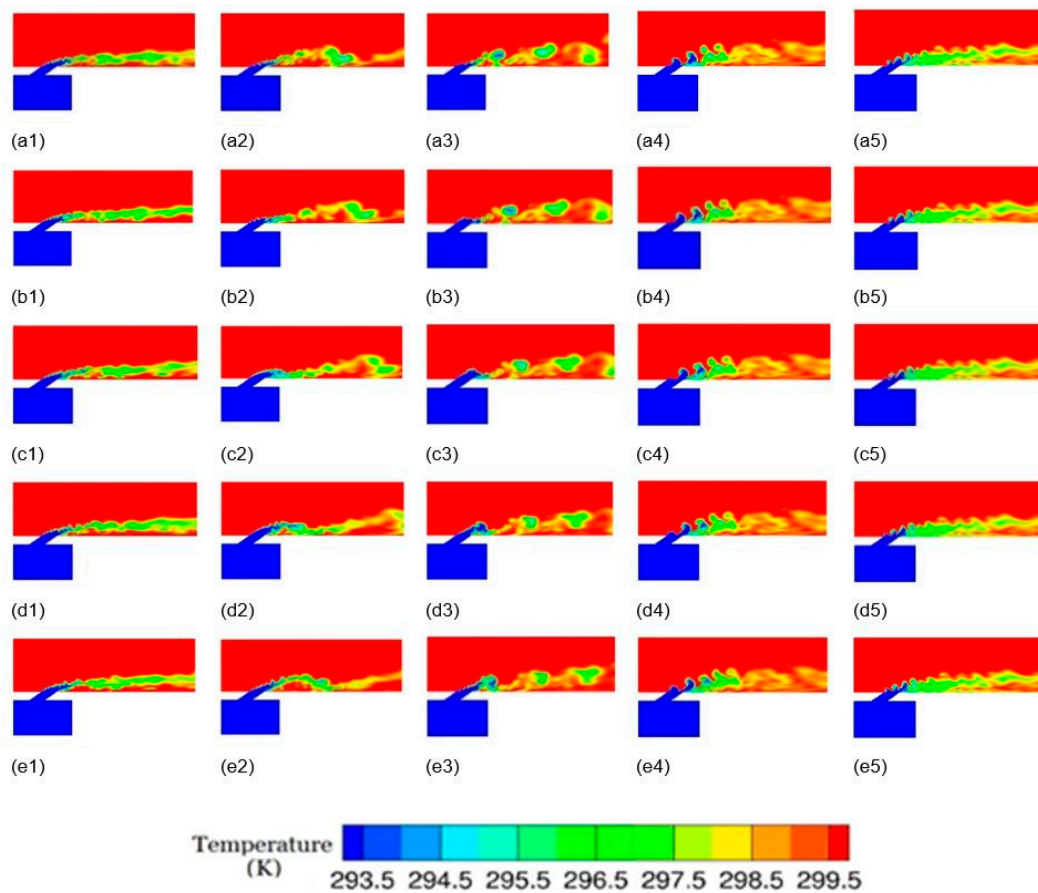 (a1) (a2) (a3) (a4) (a5)
(b1) (b2) (b3) (b4) (b5)
(c1) (c2) (c3) (c4) (c5)
(d1) (d2) (d3) (d4) (d5)
(e1) (e2) (e3) (e4) (e5)
Temperature
(K)
293.5 294.5 295.5 296.5 297.5 298.5 299.5